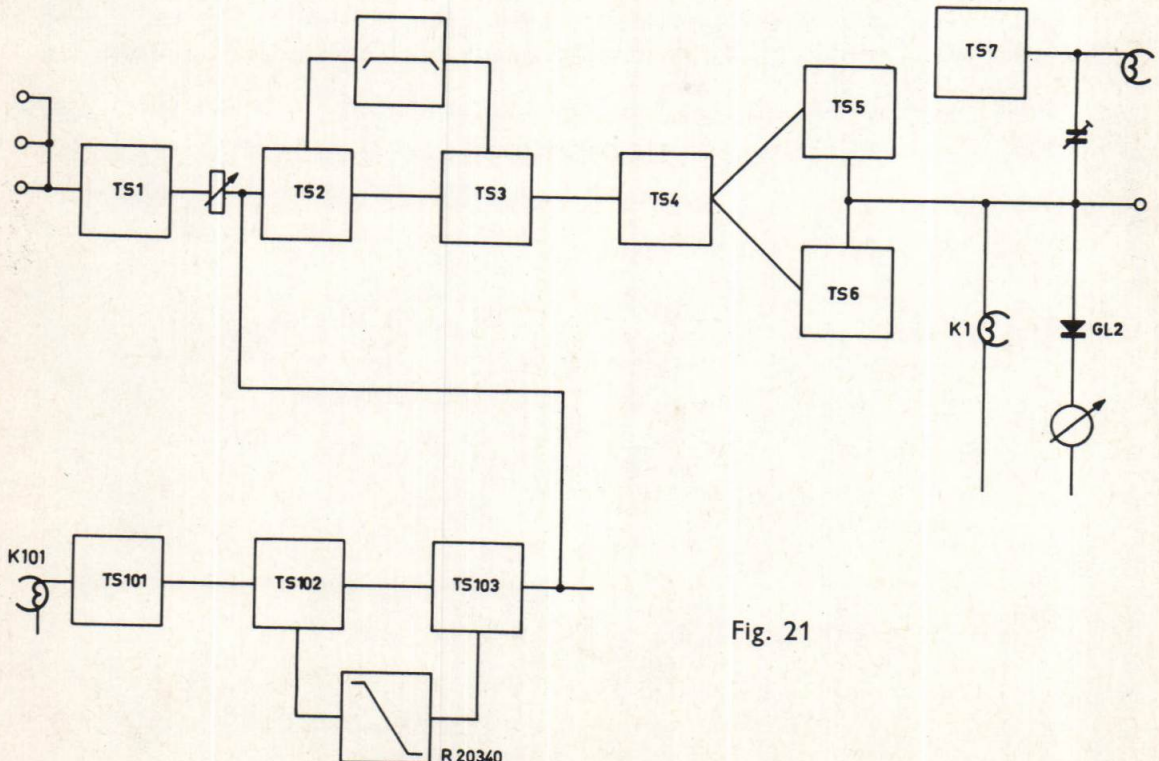 TS7
TS5
TS1
TS2
TS3
TS4
TS6
K1
GL2
K101
TS101
TS102
TS103
Fig. 21
R 20340